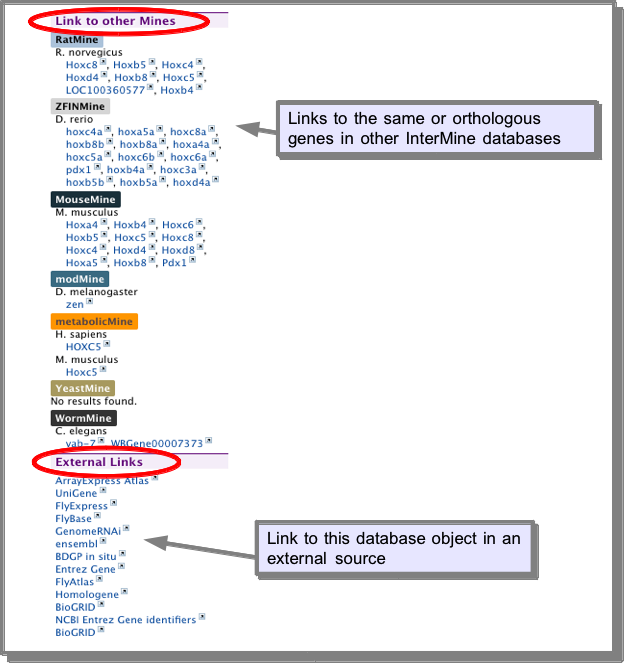 Link to other Mines
RatMine
R. norvegicus
Hoxc8, Hoxb5, Hoxc4,
Hoxd4, Hoxb8, Hoxc5,
LOC100360577, Hoxb4
ZFINMine
D. rerio
hoxc4a, hoxa5a, hoxc8a,
hoxb8b, hoxb8a, hoxa4a,
hoxc5a, hoxc6b, hoxc6a,
pdx1, hoxb4a, hoxc3a,
hoxb5b, hoxb5a, hoxd4a
Links to the same or orthologous
genes in other InterMine databases
MouseMine
M. musculus
Hoxa4, Hoxb4, Hoxc6,
Hoxb5, Hoxc5, Hoxc8,
Hoxc4, Hoxd4, Hoxd8,
Hoxa5, Hoxb8, Pdx1
modMine
D. melanogaster
zen
metabolicMine
H. sapiens
HOXC5
M. musculus
Hoxc5
YeastMine
No results found.
WormMine
C. elegans
vab-7, WBGene00007373
External Links
ArrayExpress Atlas
UniGene
FlyExpress
FlyBase
GenomeRNAi
ensembl
BDGP in situ
Entrez Gene
FlyAtlas
Homologene
BioGRID
NCBI Entrez Gene identifiers
BioGRID
Link to this database object in an
external source